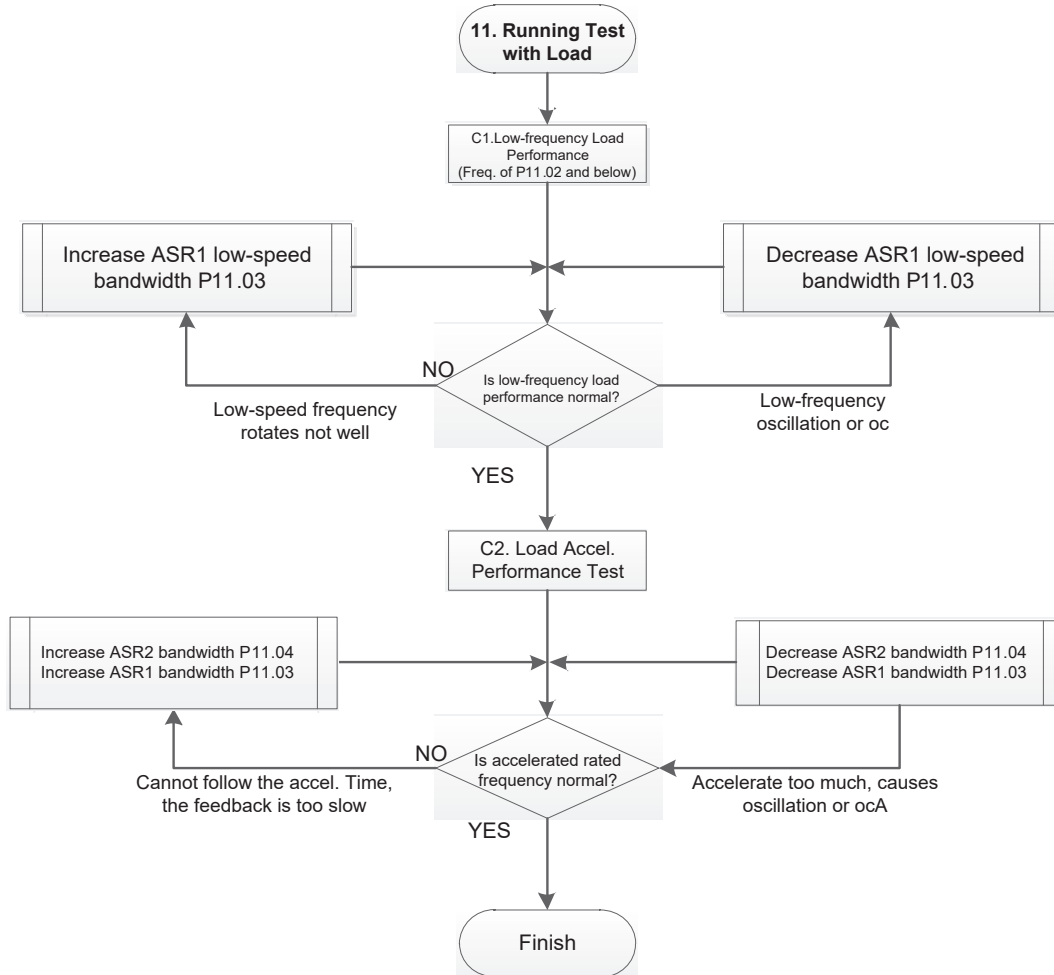 11. Running Test
with Load
C1.Low-frequency Load
Performance
(Freq. of P11.02 and below)
Increase ASR1 low-speed
bandwidth P11.03
Decrease ASR1 low-speed
bandwidth P11.03
NO
Is low-frequency load
performance normal?
Low-speed frequency
rotates not well
Low-frequency
oscillation or oc
YES
C2. Load Accel.
Performance Test
Increase ASR2 bandwidth P11.04
Increase ASR1 bandwidth P11.03
Decrease ASR2 bandwidth P11.04
Decrease ASR1 bandwidth P11.03
NO
Is accelerated rated
frequency normal?
Cannot follow the accel. Time,
the feedback is too slow
Accelerate too much, causes
oscillation or ocA
YES
Finish